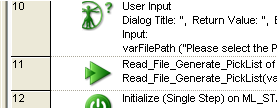 10
User Input
Dialog Title: '', Return Value: '',
Input:
varFilePath ("Please select the P
11
Read_File_Generate_PickList of
Read_File_Generate_PickList(va
12
Initialize (Single Step) on ML_ST.